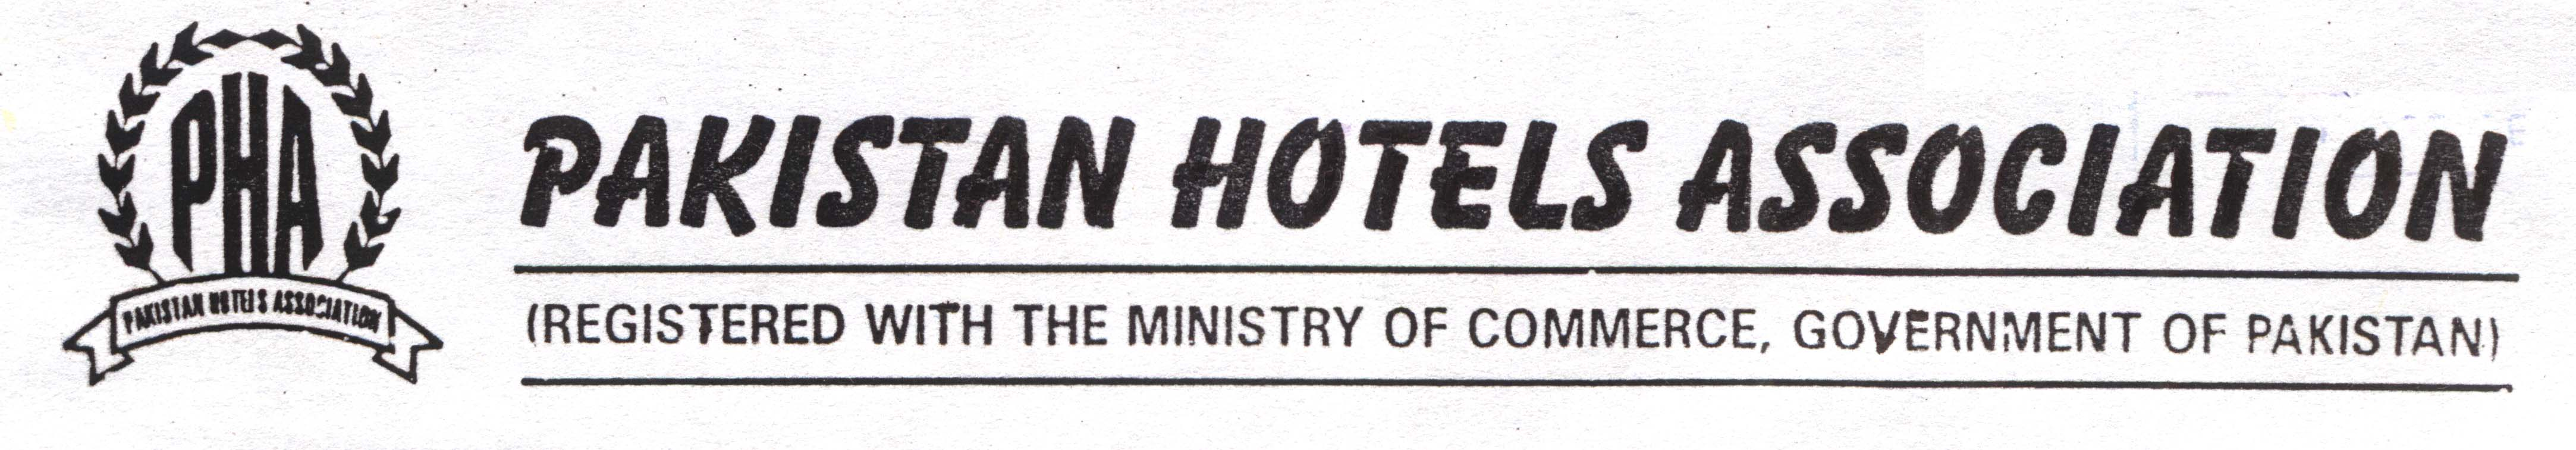 PHA
PAKISTAN HOTELS ASSOCIATION
PAKISTAN HOTELS ASSOCIATION
(REGISTERED WITH THE MINISTRY OF COMMERCE, GOVERNMENT OF PAKISTAN)